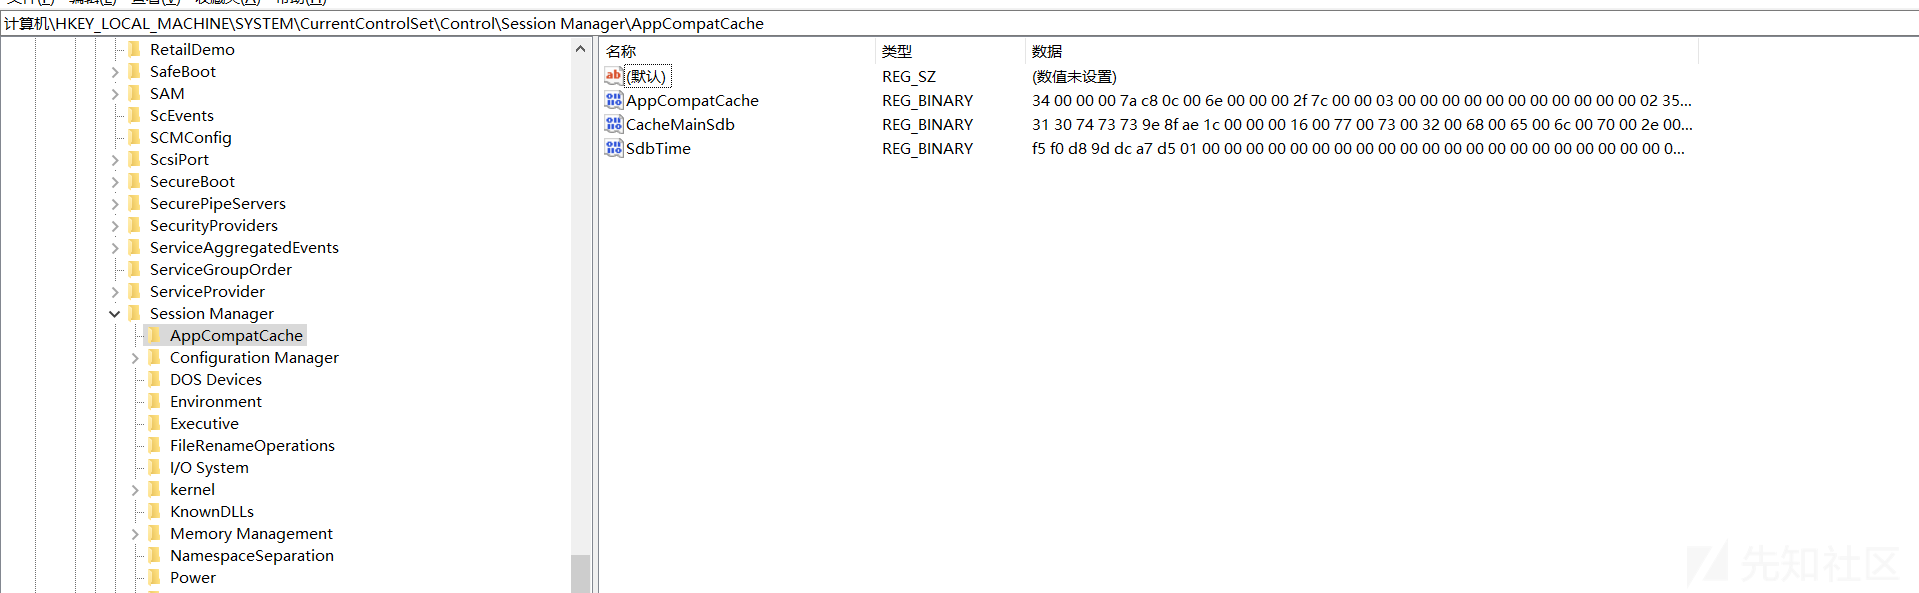 计算机\HKEY_LOCAL_MACHINE\SYSTEM\CurrentControlSet\Control\Session Manager\AppCompatCache
RetailDemo
SafeBoot
SAM
ScEvents
SCMConfig
ScsiPort
SecureBoot
SecurePipeServers
SecurityProviders
ServiceAggregatedEvents
ServiceGroupOrder
ServiceProvider
Session Manager
AppCompatCache
Configuration Manager
DOS Devices
Environment
Executive
FileRenameOperations
I/O System
kernel
KnownDLLs
Memory Management
NamespaceSeparation
Power
名称 类型 数据
(默认) REG_SZ (数值未设置)
AppCompatCache REG_BINARY 34 00 00 00 7a c8 0c 00 6e 00 00 00 2f 7c 00 00 03 00 00 00 00 00 00 00 00 00 00 00 02 35...
CacheMainSdb REG_BINARY 31 30 74 73 73 9e 8f ae 1c 00 00 00 16 00 77 00 73 00 32 00 68 00 65 00 6c 00 70 00 2e 00...
SdbTime REG_BINARY f5 f0 d8 9d dc a7 d5 01 00 00 00 00 00 00 00 00 00 00 00 00 00 00 00 00 00 00 00 00 00 0...
先知社区